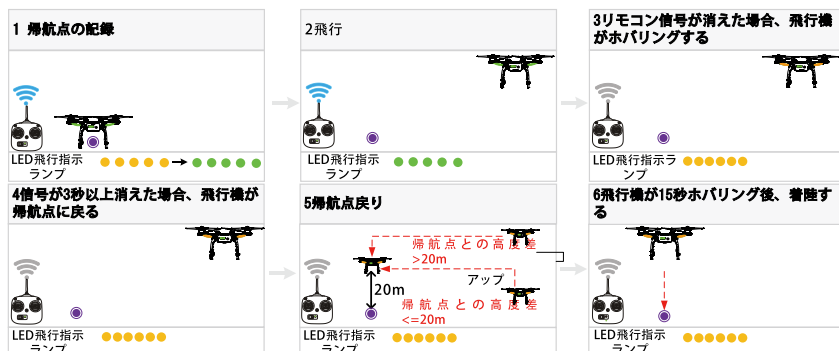 1 帰航点の記録
LED飛行指示
ランプ
2飛行
LED飛行指示
ランプ
3リモコン信号が消えた場合、飛行機
がホバリングする
LED飛行指示ラ
ンプ
4信号が3秒以上消えた場合、飛行機が
帰航点に戻る
LED飛行指示
ランプ
5帰航点戻り
帰航点との高度差
>20m
アップ
20m
帰航点との高度差
<=20m
LED飛行指示
ランプ
6飛行機が15秒ホバリング後、着陸す
る
LED飛行指示
ランプ